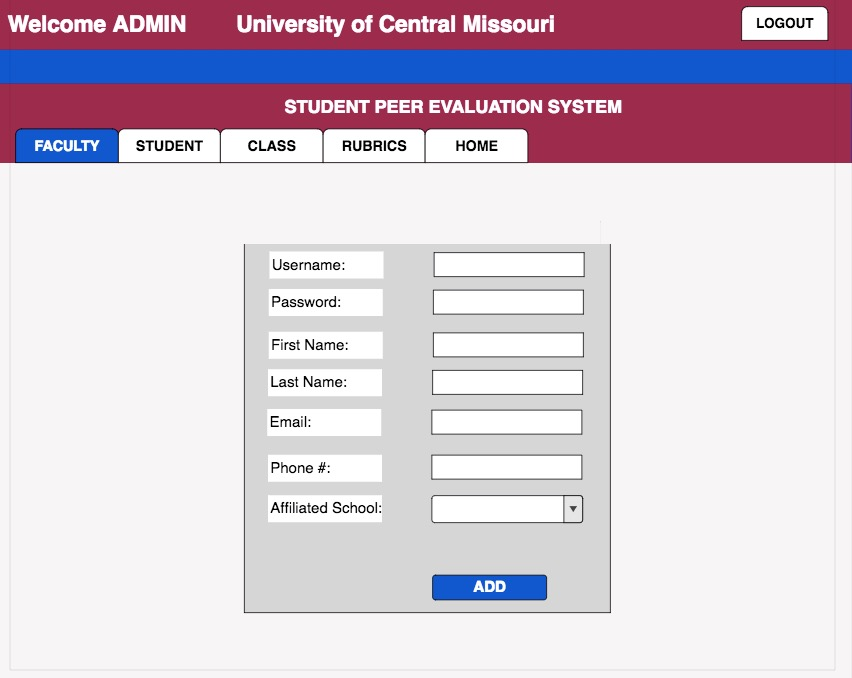 Welcome ADMIN University of Central Missouri LOGOUT
STUDENT PEER EVALUATION SYSTEM
FACULTY STUDENT CLASS RUBRICS HOME
Username:
Password:
First Name:
Last Name:
Email:
Phone #:
Affiliated School:
ADD